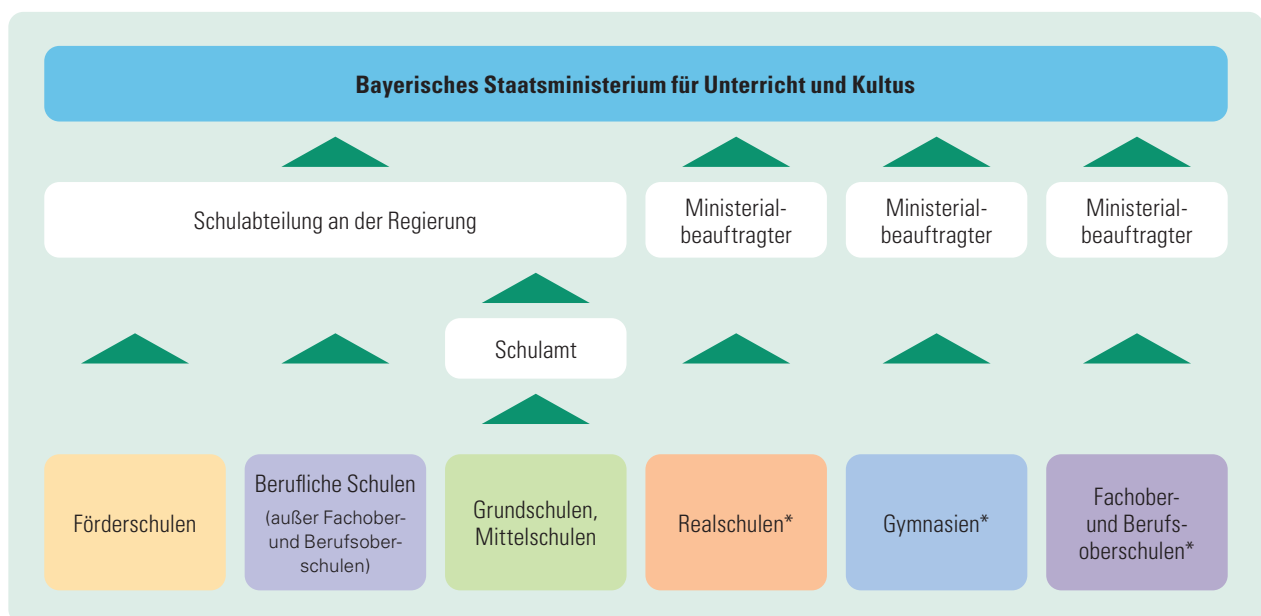 Bayerisches Staatsministerium für Unterricht und Kultus
Schulabteilung an der Regierung
Ministerial-
beauftragter
Ministerial-
beauftragter
Ministerial-
beauftragter
Schulamt
Förderschulen
Berufliche Schulen
(außer Fachober-
und Berufsober-
schulen)
Grundschulen,
Mittelschulen
Realschulen*
Gymnasien*
Fachober-
und Berufs-
oberschulen*